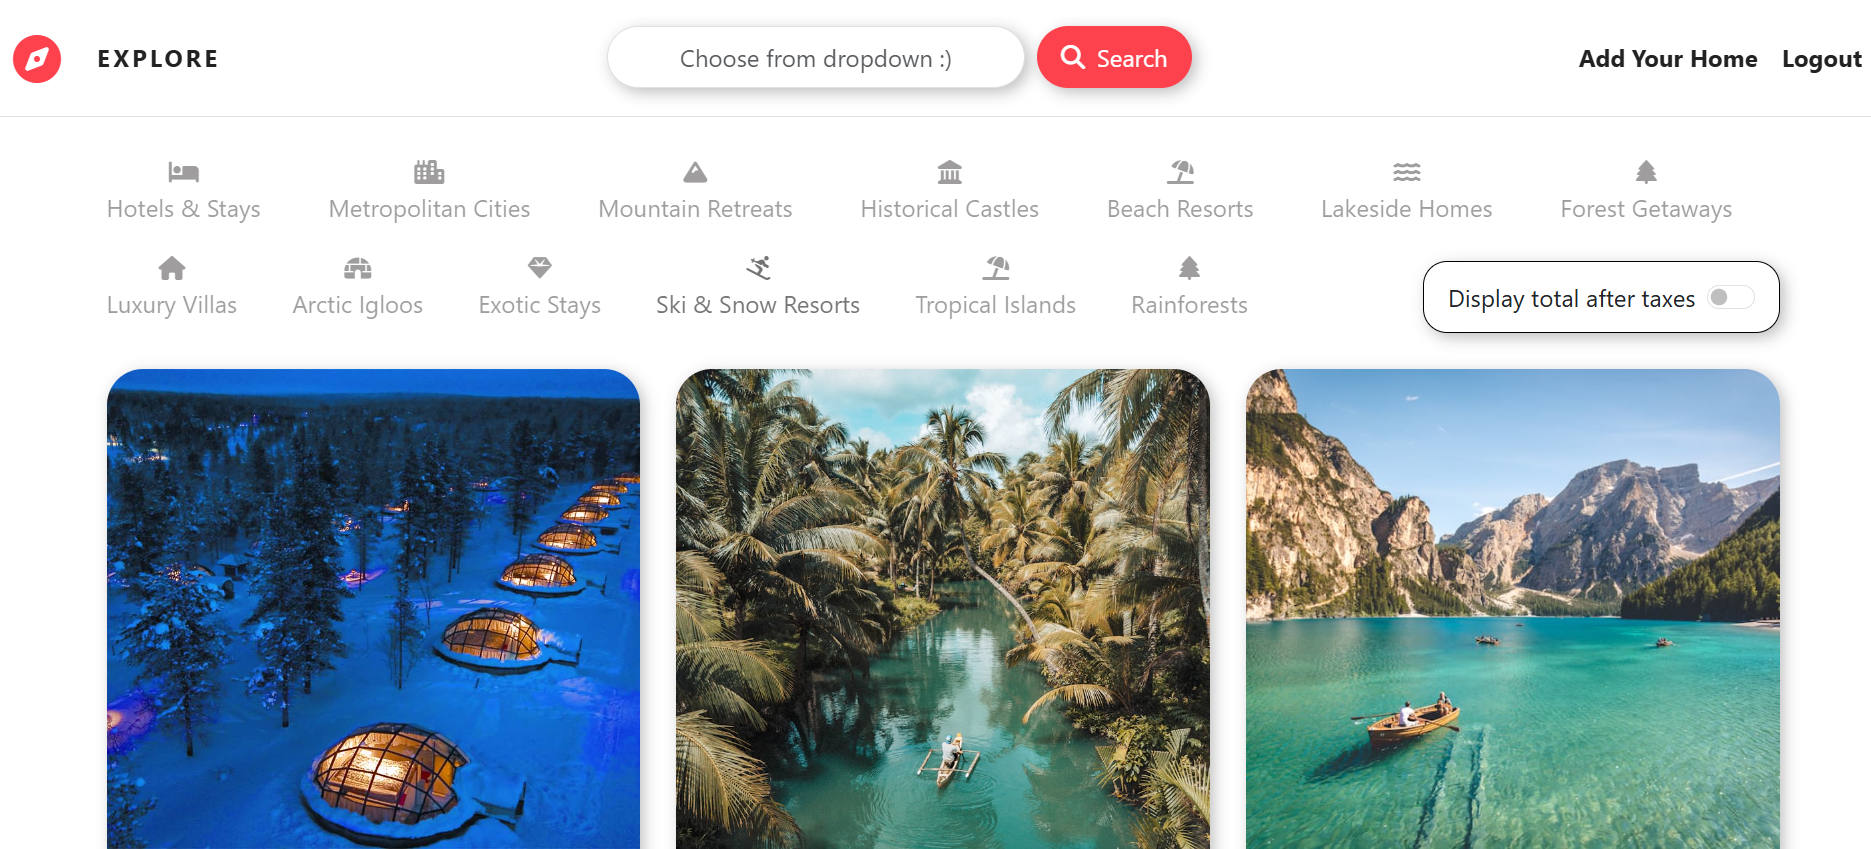 EXPLORE
Choose from dropdown :)
Search
Add Your Home
Logout
Hotels & Stays
Metropolitan Cities
Mountain Retreats
Historical Castles
Beach Resorts
Lakeside Homes
Forest Getaways
Luxury Villas
Arctic Igloos
Exotic Stays
Ski & Snow Resorts
Tropical Islands
Rainforests
Display total after taxes